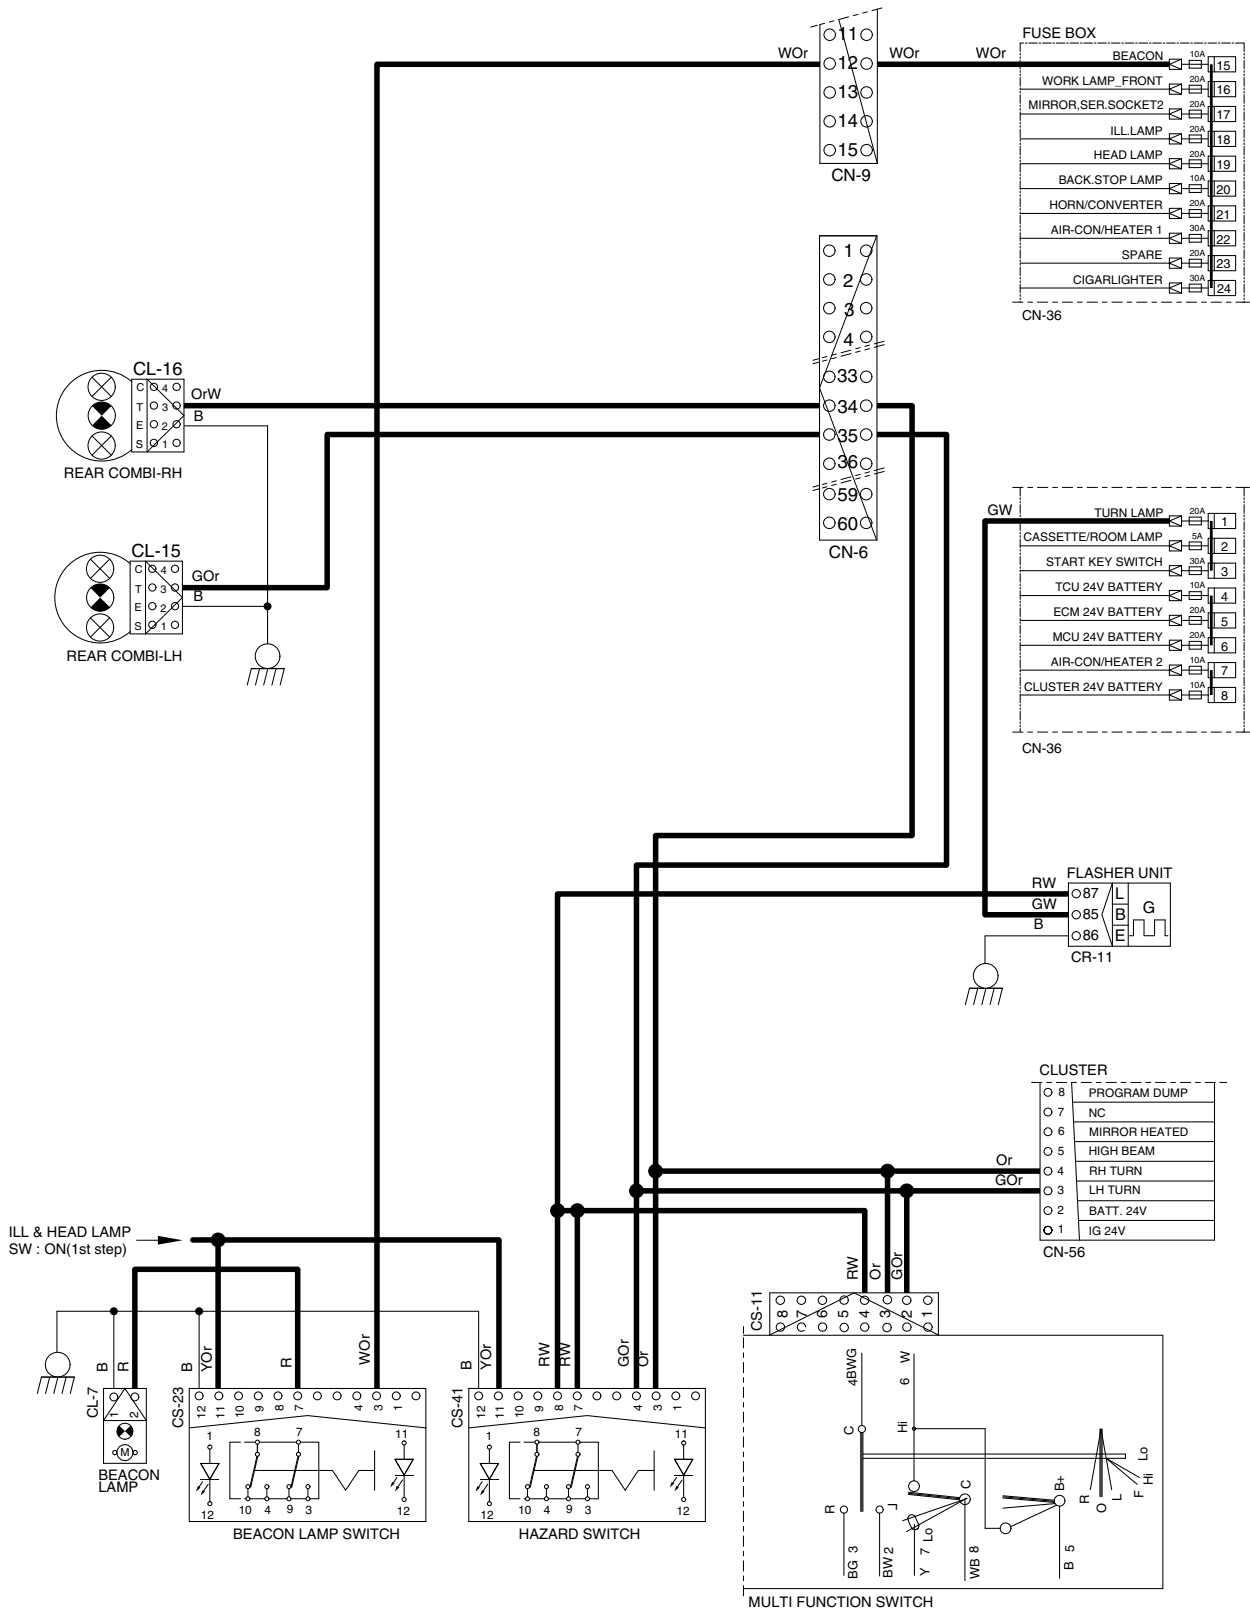 FUSE BOX
WOr WOr WOr
11
12
13
14
15
CN-9
BEACON 10A 15
WORK LAMP_FRONT 20A 16
MIRROR,SER.SOCKET2 20A 17
ILL.LAMP 20A 18
HEAD LAMP 20A 19
BACK.STOP LAMP 10A 20
HORN/CONVERTER 20A 21
AIR-CON/HEATER 1 30A 22
SPARE 20A 23
CIGARLIGHTER 30A 24
CN-36
1
2
3
4
33
34
35
36
59
60
CN-6
CL-16
C 4
T 3
E 2
S 1
OrW
B
REAR COMBI-RH
CL-15
C 4
T 3
E 2
S 1
GOr
B
REAR COMBI-LH
GW
TURN LAMP 20A 1
CASSETTE/ROOM LAMP 5A 2
START KEY SWITCH 30A 3
TCU 24V BATTERY 10A 4
ECM 24V BATTERY 20A 5
MCU 24V BATTERY 20A 6
AIR-CON/HEATER 2 10A 7
CLUSTER 24V BATTERY 10A 8
CN-36
FLASHER UNIT
RW 87 L
GW 85 B G
B 86 E
CR-11
CLUSTER
8 PROGRAM DUMP
7 NC
6 MIRROR HEATED
5 HIGH BEAM
Or 4 RH TURN
GOr 3 LH TURN
2 BATT. 24V
1 IG 24V
CN-56
ILL & HEAD LAMP
SW : ON(1st step)
B R
CL-7
1 2
M
BEACON
LAMP
B YOr R WOr
CS-23
12 11 10 9 8 7 4 3 1
1 8 7 11
12 10 4 9 3 12
BEACON LAMP SWITCH
B YOr RW RW GOr Or
CS-41
12 11 10 9 8 7 4 3 1
1 8 7 11
12 10 4 9 3 12
HAZARD SWITCH
RW Or GOr
CS-11
8 7 6 5 4 3 2 1
4BWG 6 W
C Hi
R L Lo C B+
R O L F Hi Lo
BG 3 BW 2 Y 7 WB 8 B 5
MULTI FUNCTION SWITCH